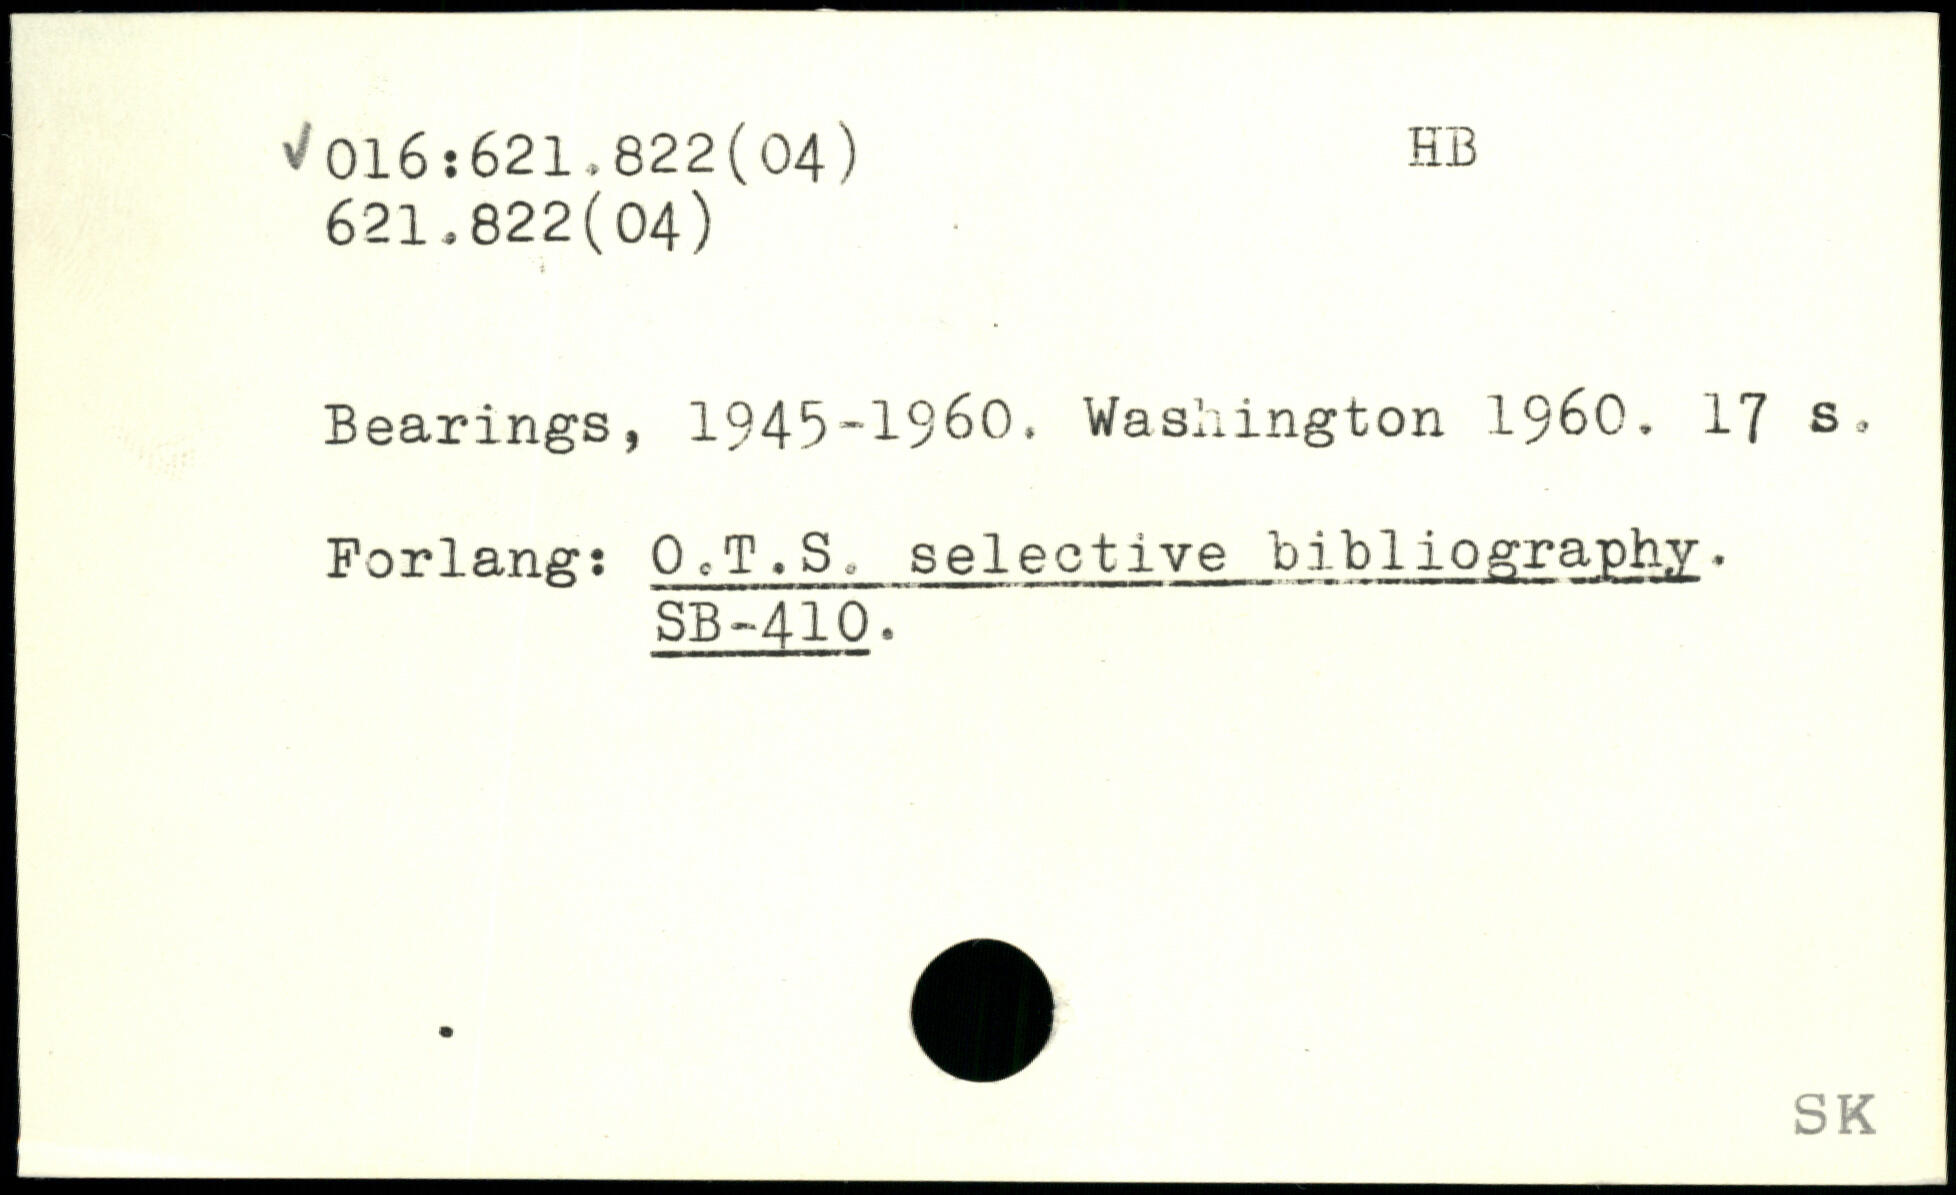 ✓016:621.822(04) HB
621.822(04)
Bearings, 1945-1960. Washington 1960. 17 s.
Forlang: O.T.S. selective bibliography.
SB-410.
SK